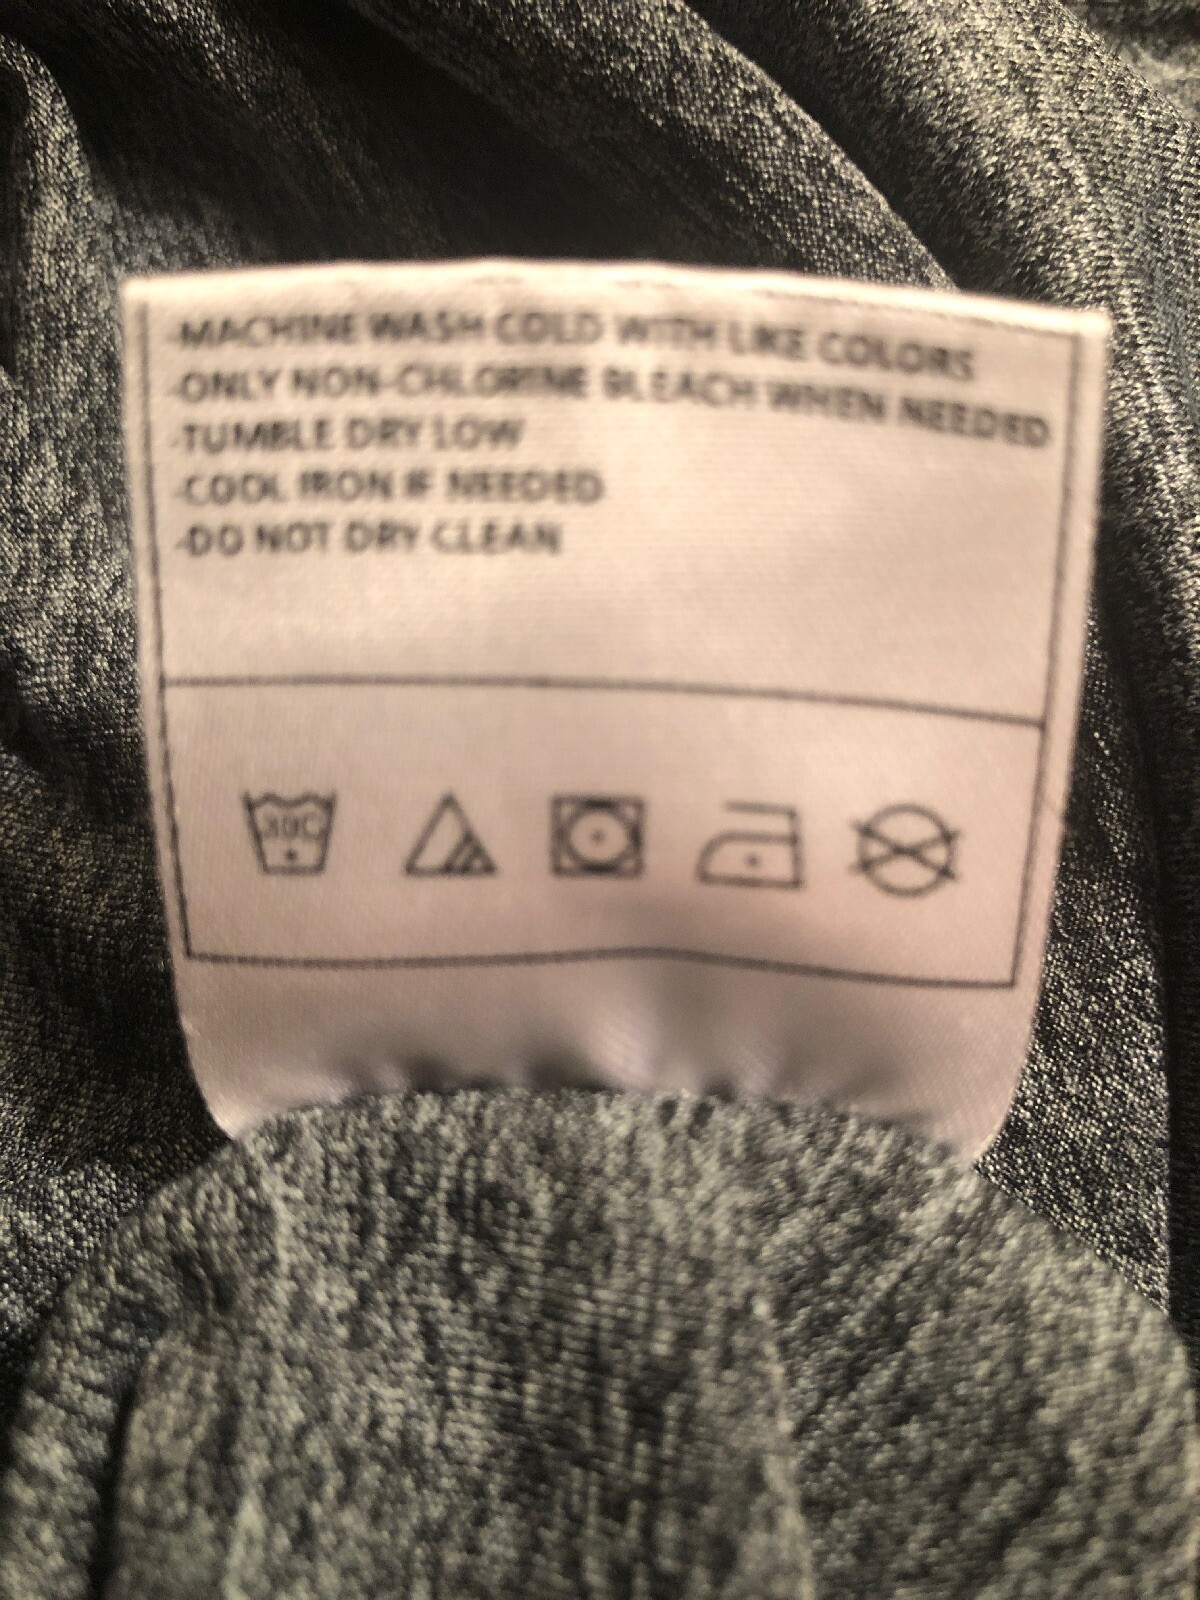 -MACHINE WASH COLD WITH LIKE COLORS
-ONLY NON-CHLORINE BLEACH WHEN NEEDED
-TUMBLE DRY LOW
-COOL IRON IF NEEDED
-DO NOT DRY CLEAN
30C